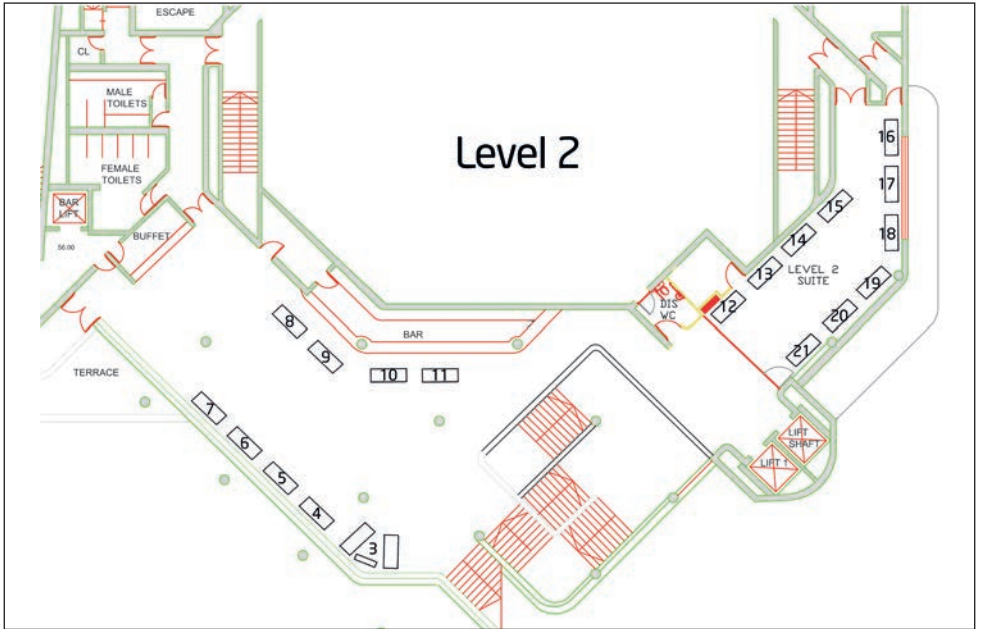 ESCAPE
CL
MALE
TOILETS
FEMALE
TOILETS
BAR
LIFT
56.00
BUFFET
TERRACE
Level 2
BAR
DIS
WC
LEVEL 2
SUITE
LIFT
SHAFT
LIFT 1
3
4
5
6
7
8
9
10
11
12
13
14
15
16
17
18
19
20
21